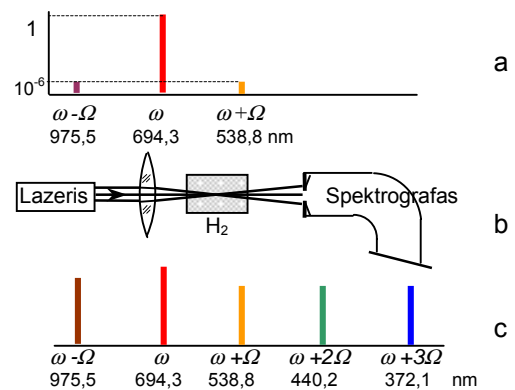 1
a
10⁻⁶
ω-Ω ω ω+Ω
975,5 694,3 538,8 nm
Lazeris Spektrografas
H₂
b
c
ω-Ω ω ω+Ω ω+2Ω ω+3Ω
975,5 694,3 538,8 440,2 372,1 nm